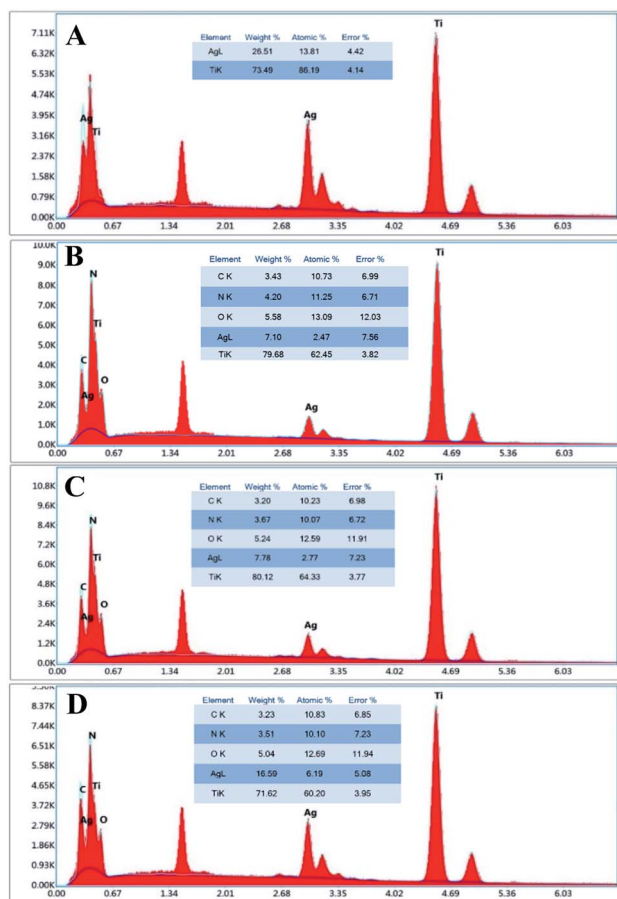 A
Element Weight % Atomic % Error %
AgL 26.51 13.81 4.42
TiK 73.49 86.19 4.14
7.11K
6.32K
5.53K
4.74K
3.95K
3.16K
2.37K
1.58K
0.79K
0.00K
Ag
Ti
Ag
Ti
0.00 0.67 1.34 2.01 2.68 3.35 4.02 4.69 5.36 6.03
B
Element Weight % Atomic % Error %
C K 3.43 10.73 6.99
N K 4.20 11.25 6.71
O K 5.58 13.09 12.03
AgL 7.10 2.47 7.56
TiK 79.68 62.45 3.82
10.0K
9.0K
8.0K
7.0K
6.0K
5.0K
4.0K
3.0K
2.0K
1.0K
0.0K
N
Ti
C
O
Ag
Ag
Ti
0.00 0.67 1.34 2.01 2.68 3.35 4.02 4.69 5.36 6.03
C
Element Weight % Atomic % Error %
C K 3.20 10.23 6.98
N K 3.67 10.07 6.72
O K 5.24 12.59 11.91
AgL 7.78 2.77 7.23
TiK 80.12 64.33 3.77
10.8K
9.6K
8.4K
7.2K
6.0K
4.8K
3.6K
2.4K
1.2K
0.0K
N
Ti
C
O
Ag
Ag
Ti
0.00 0.67 1.34 2.01 2.68 3.35 4.02 4.69 5.36 6.03
D
Element Weight % Atomic % Error %
C K 3.23 10.83 6.85
N K 3.51 10.10 7.23
O K 5.04 12.69 11.94
AgL 16.59 6.19 5.08
TiK 71.62 60.20 3.95
8.37K
7.44K
6.51K
5.58K
4.65K
3.72K
2.79K
1.86K
0.93K
0.00K
N
C
Ti
Ag
O
Ag
Ti
0.00 0.67 1.34 2.01 2.68 3.35 4.02 4.69 5.36 6.03